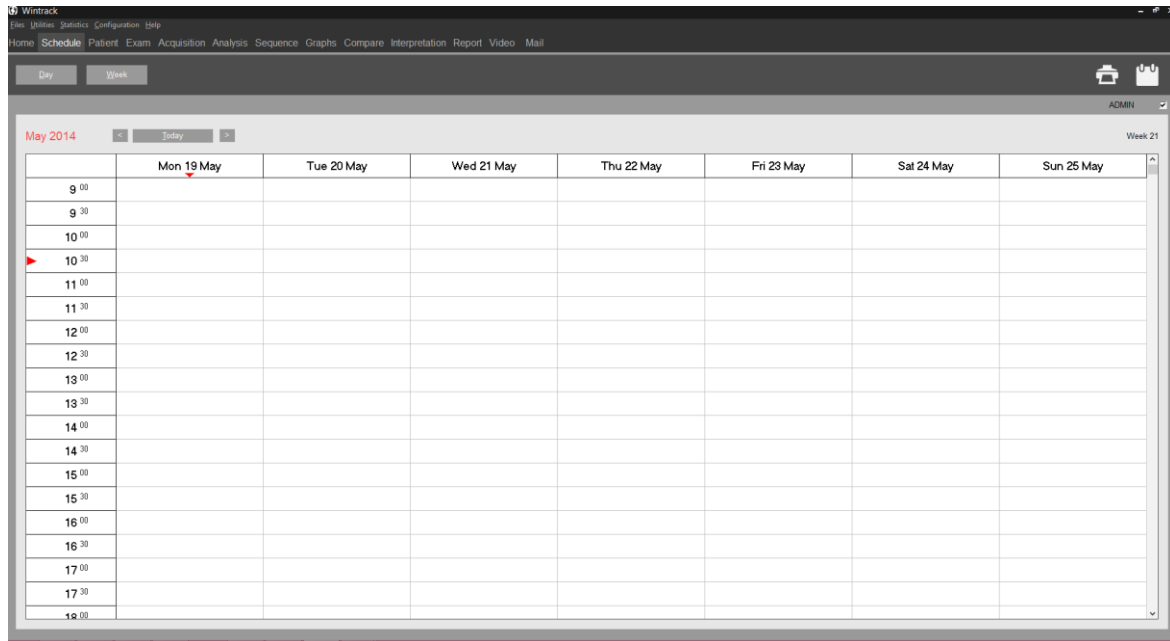 Wintrack
Files Utilities Statistics Configuration Help
Home Schedule Patient Exam Acquisition Analysis Sequence Graphs Compare Interpretation Report Video Mail
Day Week
ADMIN
May 2014 < Today > Week 21
Mon 19 May Tue 20 May Wed 21 May Thu 22 May Fri 23 May Sat 24 May Sun 25 May
9 00
9 30
10 00
10 30
11 00
11 30
12 00
12 30
13 00
13 30
14 00
14 30
15 00
15 30
16 00
16 30
17 00
17 30
18 00